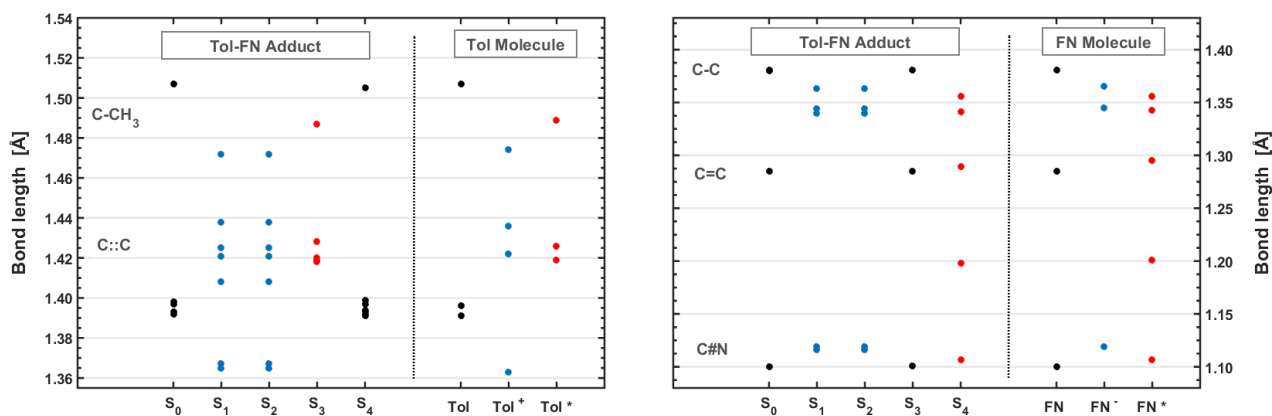 Tol-FN Adduct
Tol Molecule
C-CH₃
C::C
Bond length [Å]
1.54
1.52
1.50
1.48
1.46
1.44
1.42
1.40
1.38
1.36
S₀ S₁ S₂ S₃ S₄ Tol Tol⁺ Tol*
Tol-FN Adduct
FN Molecule
C-C
C=C
C#N
1.40
1.35
1.30
1.25
1.20
1.15
1.10
Bond length [Å]
S₀ S₁ S₂ S₃ S₄ FN FN⁻ FN*